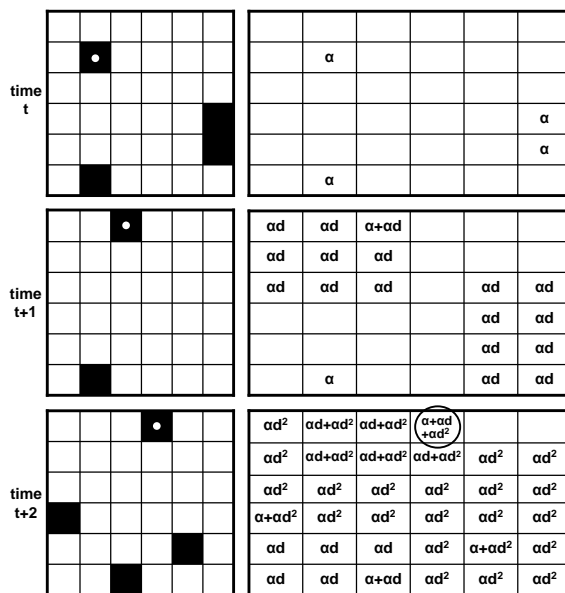 time
t
α
α
α
α
time
t+1
αd αd α+αd
αd αd αd
αd αd αd αd αd
αd αd
αd αd
α αd αd
time
t+2
αd² αd+αd² αd+αd² α+αd
+αd²
αd² αd+αd² αd+αd² αd+αd² αd² αd²
αd² αd² αd² αd² αd² αd²
α+αd² αd² αd² αd² αd² αd²
αd αd αd αd² α+αd² αd²
αd αd α+αd αd² αd² αd²